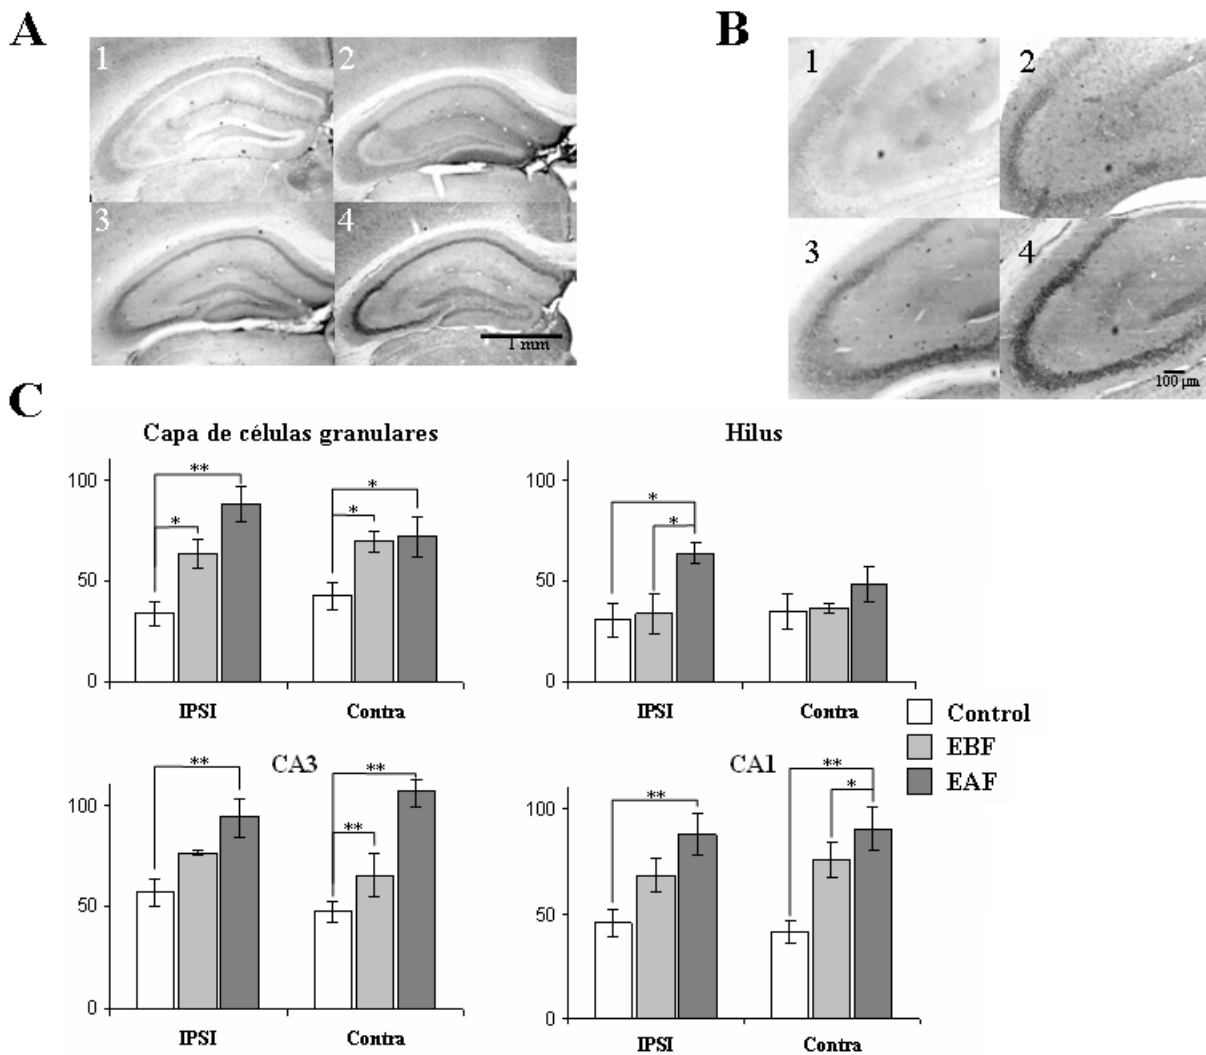 A
1
2
3
4
1 mm
B
1
2
3
4
100 µm
C
Capa de células granulares
100
50
0
**
*
*
*
IPSI
Contra
Hilus
100
50
0
*
*
IPSI
Contra
Control
EBF
EAF
CA3
100
50
0
**
**
**
IPSI
Contra
CA1
100
50
0
**
**
*
IPSI
Contra